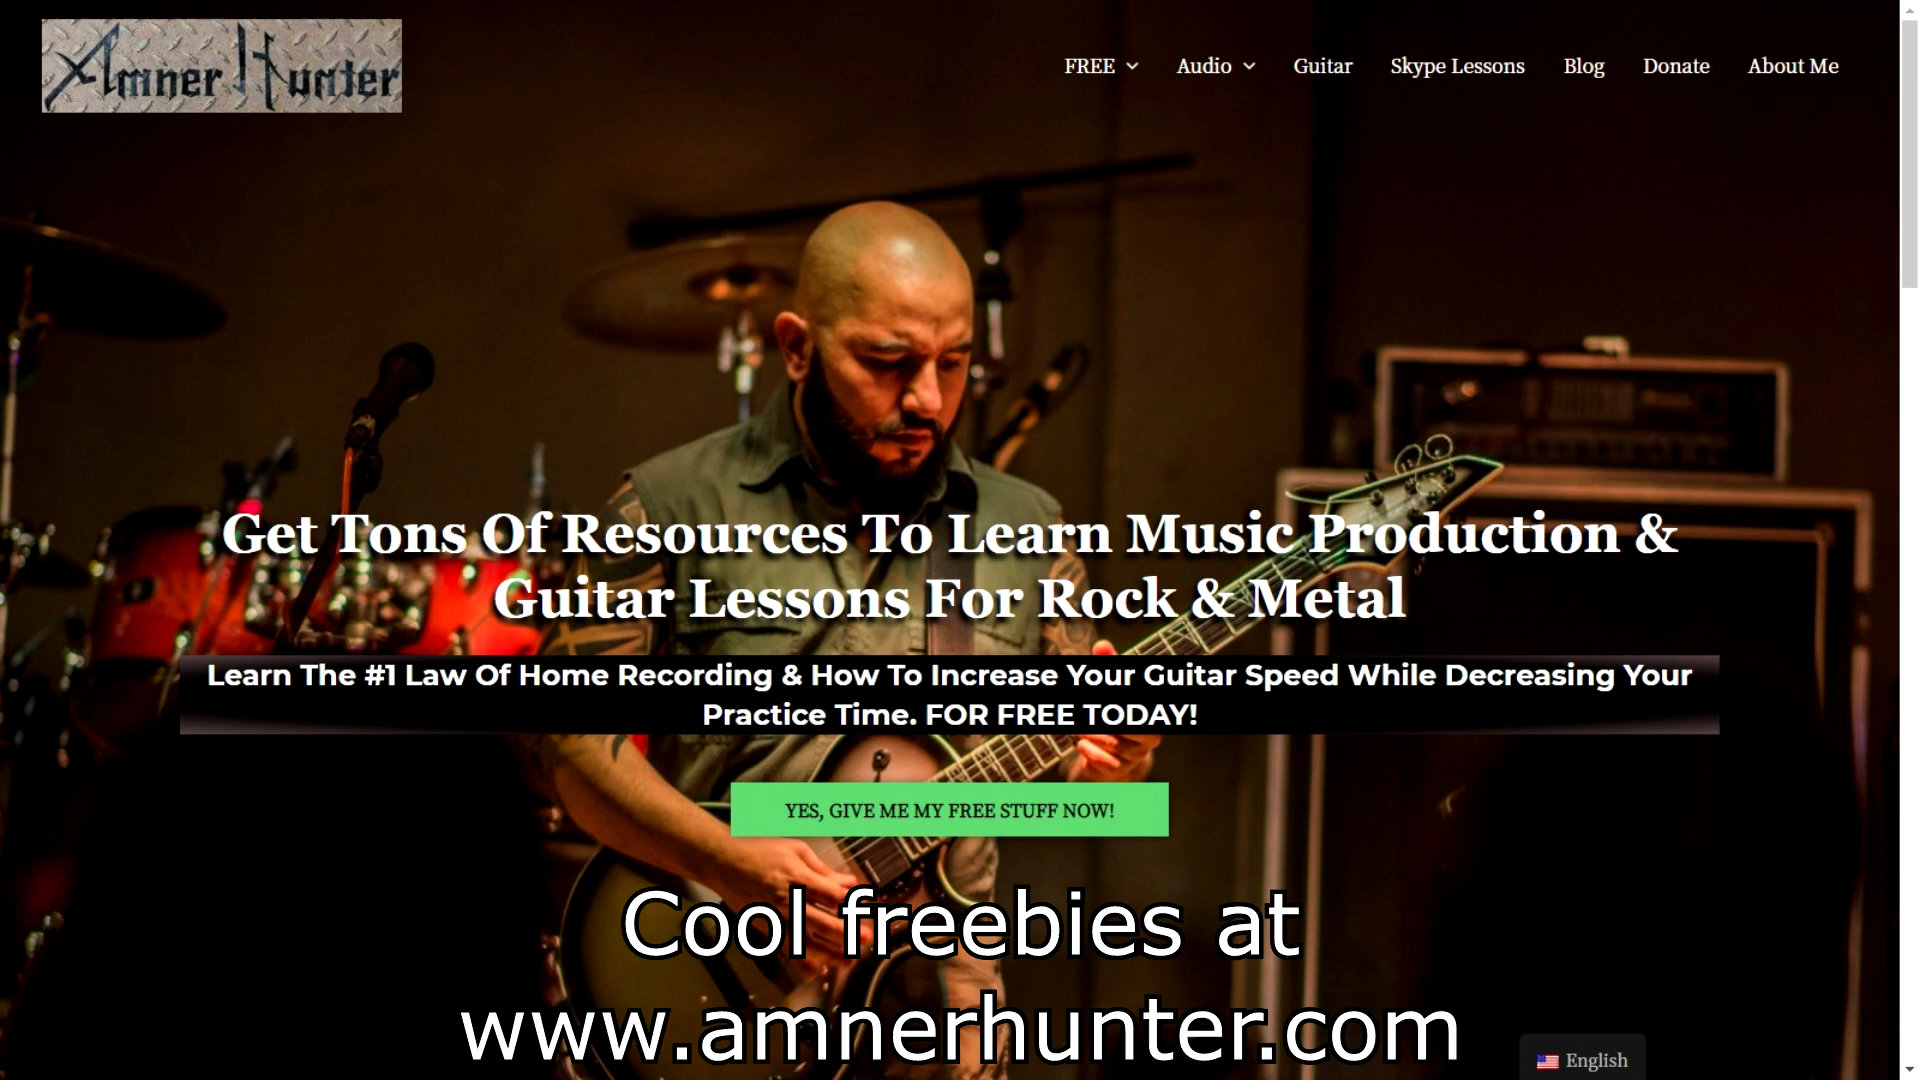 Amner Hunter
FREE Audio Guitar Skype Lessons Blog Donate About Me
Get Tons Of Resources To Learn Music Production &
Guitar Lessons For Rock & Metal
Learn The #1 Law Of Home Recording & How To Increase Your Guitar Speed While Decreasing Your
Practice Time. FOR FREE TODAY!
YES, GIVE ME MY FREE STUFF NOW!
Cool freebies at
www.amnerhunter.com
English